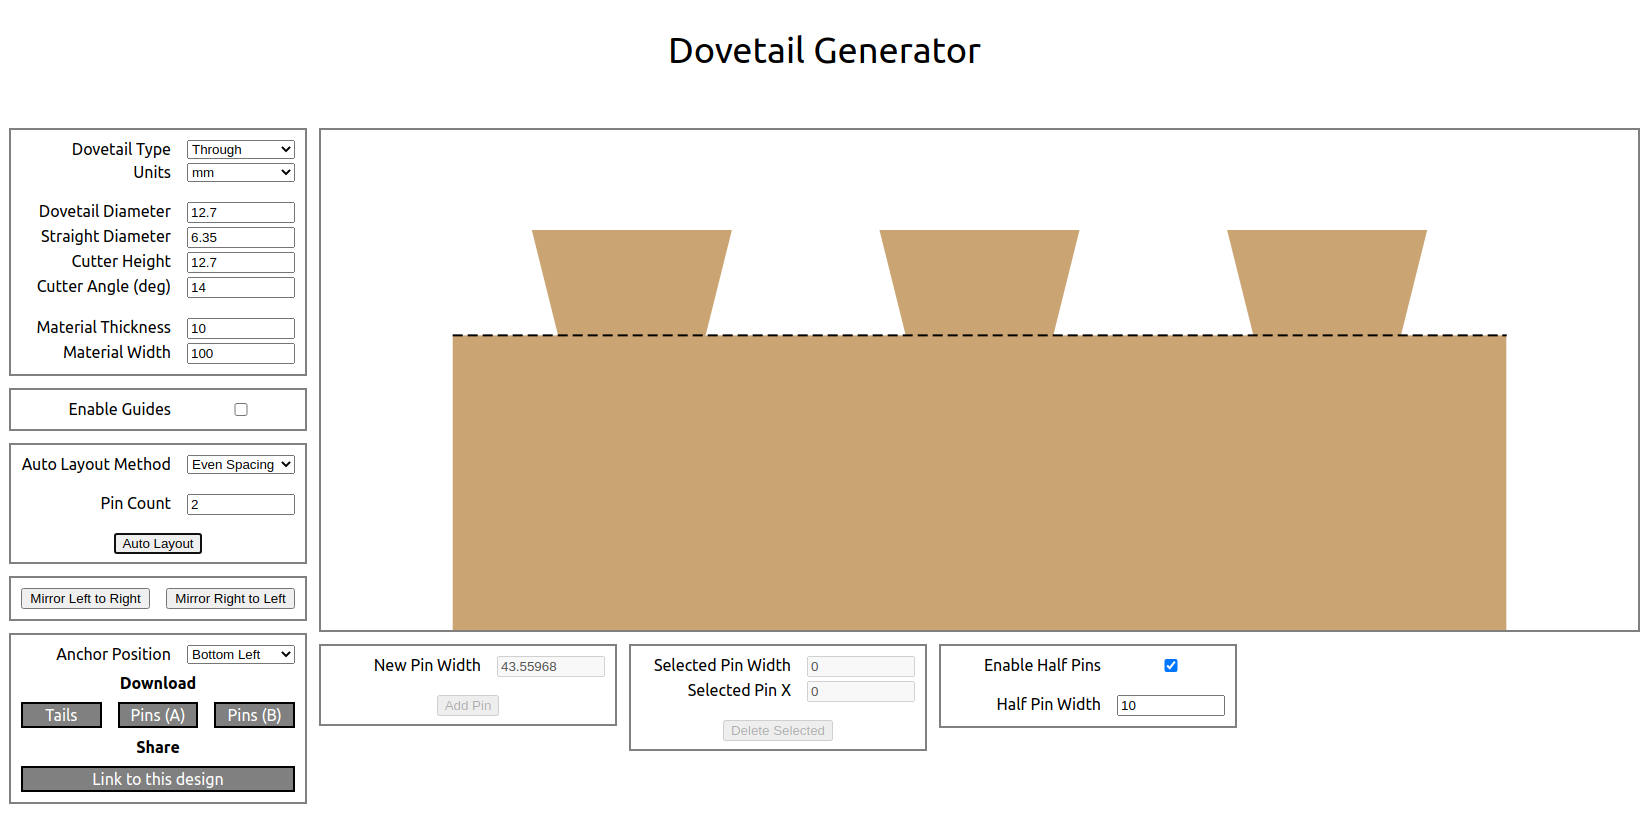 Dovetail Generator
Dovetail Type Through
Units mm
Dovetail Diameter 12.7
Straight Diameter 6.35
Cutter Height 12.7
Cutter Angle (deg) 14
Material Thickness 10
Material Width 100
Enable Guides
Auto Layout Method Even Spacing
Pin Count 2
Auto Layout
Mirror Left to Right Mirror Right to Left
Anchor Position Bottom Left
Download
Tails Pins (A) Pins (B)
Share
Link to this design
New Pin Width 43.55968
Add Pin
Selected Pin Width 0
Selected Pin X 0
Delete Selected
Enable Half Pins
Half Pin Width 10